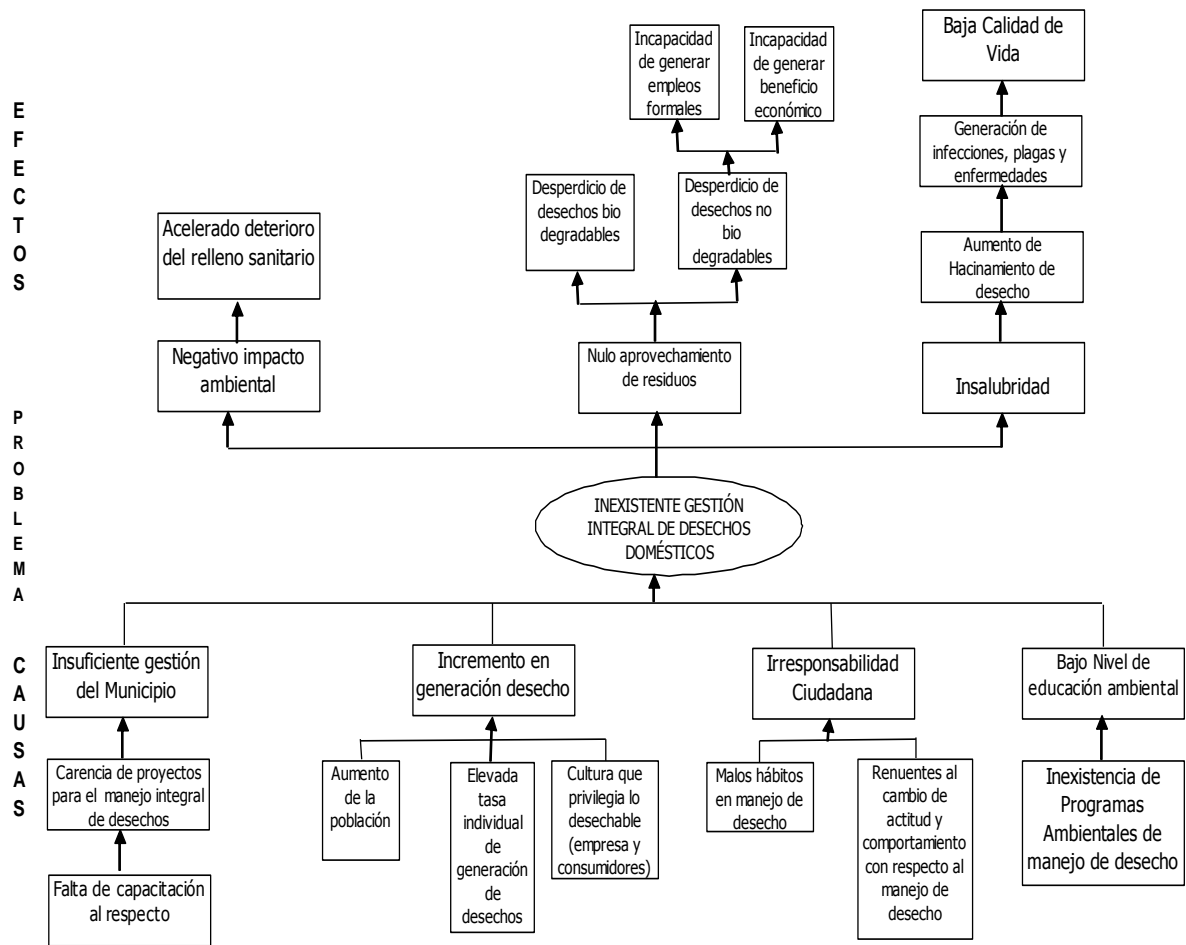 EFECTOS
Baja Calidad de
Vida
Incapacidad
de generar
empleos
formales
Incapacidad
de generar
beneficio
económico
Generación de
infecciones, plagas y
enfermedades
Desperdicio de
desechos bio
degradables
Desperdicio de
desechos no
bio
degradables
Acelerado deterioro
del relleno sanitario
Aumento de
Hacinamiento de
desecho
Negativo impacto
ambiental
Nulo aprovechamiento
de residuos
Insalubridad
PROBLEMA
INEXISTENTE GESTIÓN
INTEGRAL DE DESECHOS
DOMÉSTICOS
CAUSAS
Insuficiente gestión
del Municipio
Incremento en
generación desecho
Irresponsabilidad
Ciudadana
Bajo Nivel de
educación ambiental
Carencia de proyectos
para el manejo integral
de desechos
Aumento
de la
población
Elevada
tasa
individual
de
generación
de
desechos
Cultura que
privilegia lo
desechable
(empresa y
consumidores)
Malos hábitos
en manejo de
desecho
Renuentes al
cambio de
actitud y
comportamiento
con respecto al
manejo de
desecho
Inexistencia de
Programas
Ambientales de
manejo de desecho
Falta de capacitación
al respecto